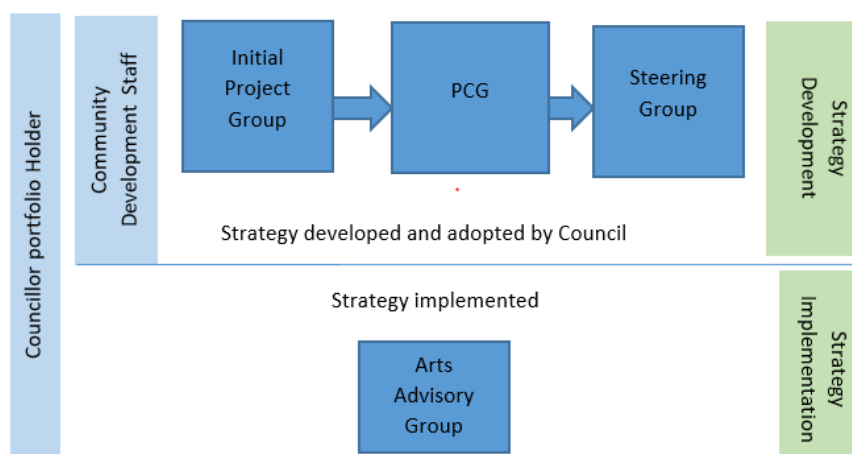 Councillor portfolio Holder
Community
Development Staff
Initial
Project
Group
PCG
Steering
Group
Strategy
Development
Strategy developed and adopted by Council
Strategy implemented
Arts
Advisory
Group
Strategy
Implementation